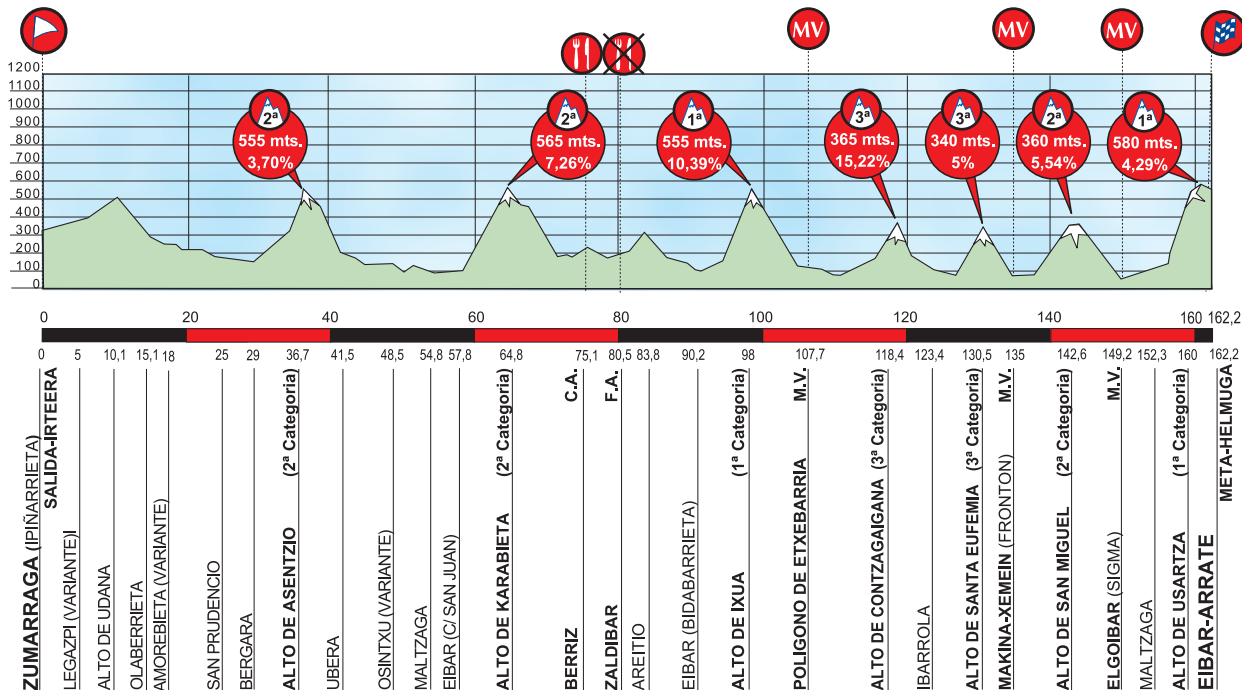 MV
MV
MV
1200
1100
1000
900
800
700
600
500
400
300
200
100
0
2ª
555 mts.
3,70%
2ª
565 mts.
7,26%
1ª
555 mts.
10,39%
3ª
365 mts.
15,22%
3ª
340 mts.
5%
2ª
360 mts.
5,54%
1ª
580 mts.
4,29%
0 20 40 60 80 100 120 140 160 162,2
0 5 10,1 15,1 18 25 29 36,7 41,5 48,5 54,8 57,8 64,8 75,1 80,5 83,8 90,2 98 107,7 118,4 123,4 130,5 135 142,6 149,2 152,3 160 162,2
ZUMARRAGA (IPIÑARRIETA)
SALIDA-IRTEERA
LEGAZPI (VARIANTE)I
ALTO DE UDANA
OLABERRIETA
AMOREBIETA (VARIANTE)
SAN PRUDENCIO
BERGARA
ALTO DE ASENTZIO (2ª Categoria)
UBERA
OSINTXU (VARIANTE)
MALTZAGA
EIBAR (C/ SAN JUAN)
ALTO DE KARABIETA (2ª Categoria)
BERRIZ C.A.
ZALDIBAR F.A.
AREITIO
EIBAR (BIDABARRIETA)
ALTO DE IXUA (1ª Categoria)
POLIGONO DE ETXEBARRIA M.V.
ALTO DE CONTZAGAIGANA (3ª Categoria)
IBARROLA
ALTO DE SANTA EUFEMIA (3ª Categoria)
MAKINA-XEMEIN (FRONTON) M.V.
ALTO DE SAN MIGUEL (2ª Categoria)
ELGOIBAR (SIGMA) M.V.
MALTZAGA
ALTO DE USARTZA (1ª Categoria)
EIBAR-ARRATE
META-HELMUGA